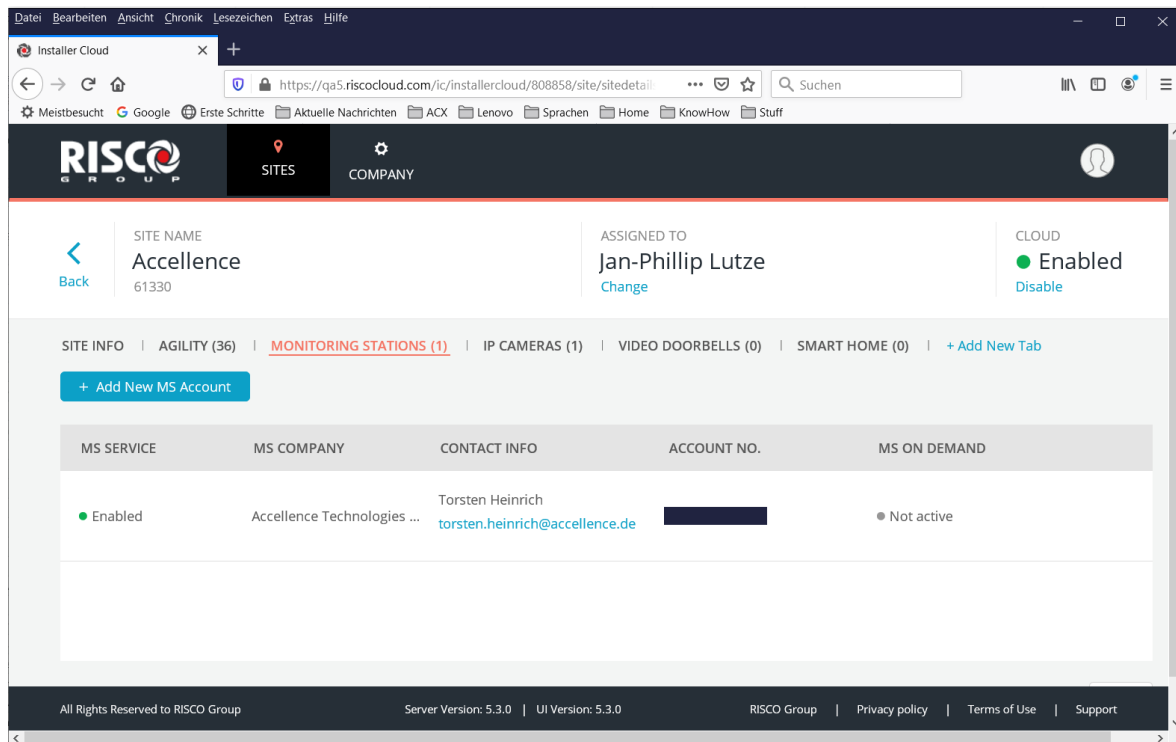 Datei Bearbeiten Ansicht Chronik Lesezeichen Extras Hilfe
Installer Cloud
https://qa5.riscocloud.com/ic/installercloud/808858/site/sitedetail
Suchen
Meistbesucht Google Erste Schritte Aktuelle Nachrichten ACX Lenovo Sprachen Home KnowHow Stuff
RISCO
GROUP
SITES
COMPANY
SITE NAME
Accellence
61330
Back
ASSIGNED TO
Jan-Phillip Lutze
Change
CLOUD
Enabled
Disable
SITE INFO | AGILITY (36) | MONITORING STATIONS (1) | IP CAMERAS (1) | VIDEO DOORBELLS (0) | SMART HOME (0) | + Add New Tab
+ Add New MS Account
MS SERVICE MS COMPANY CONTACT INFO ACCOUNT NO. MS ON DEMAND
Enabled
Accellence Technologies ...
Torsten Heinrich
torsten.heinrich@accellence.de
Not active
All Rights Reserved to RISCO Group Server Version: 5.3.0 | UI Version: 5.3.0 RISCO Group | Privacy policy | Terms of Use | Support